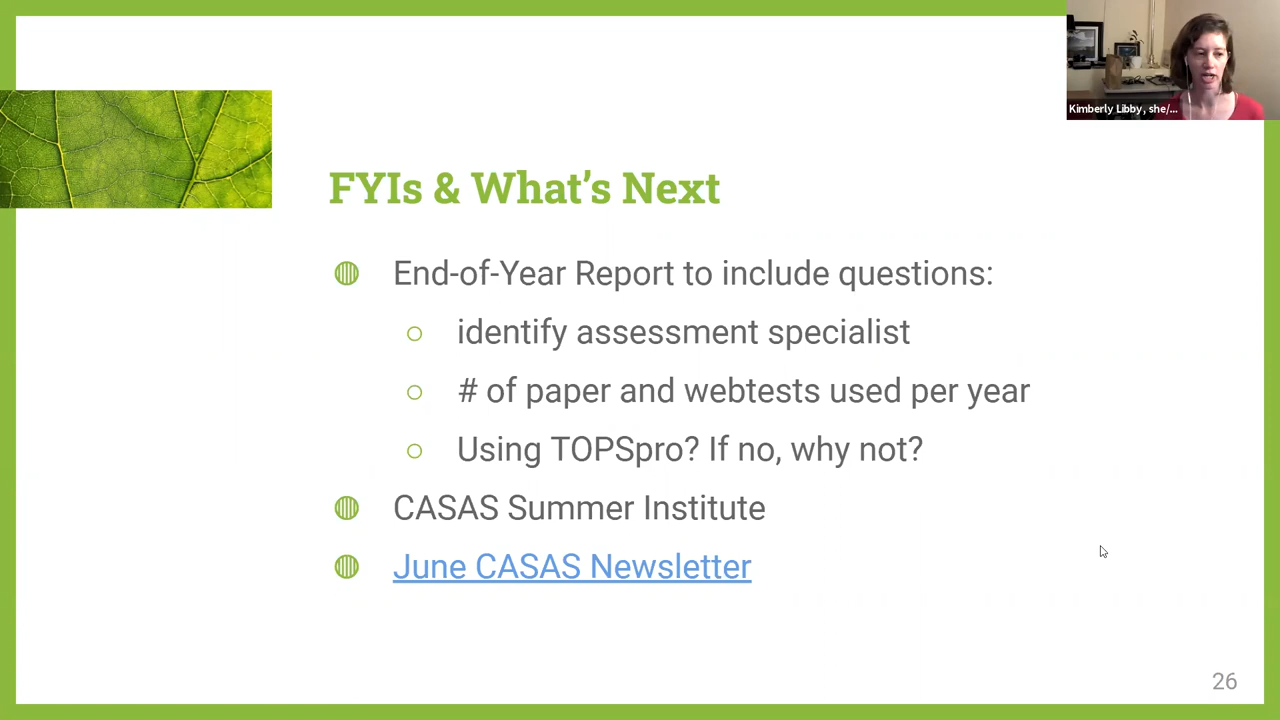 Kimberly Libby, she/...
FYIs & What's Next
End-of-Year Report to include questions:
identify assessment specialist
# of paper and webtests used per year
Using TOPSpro? If no, why not?
CASAS Summer Institute
June CASAS Newsletter
26